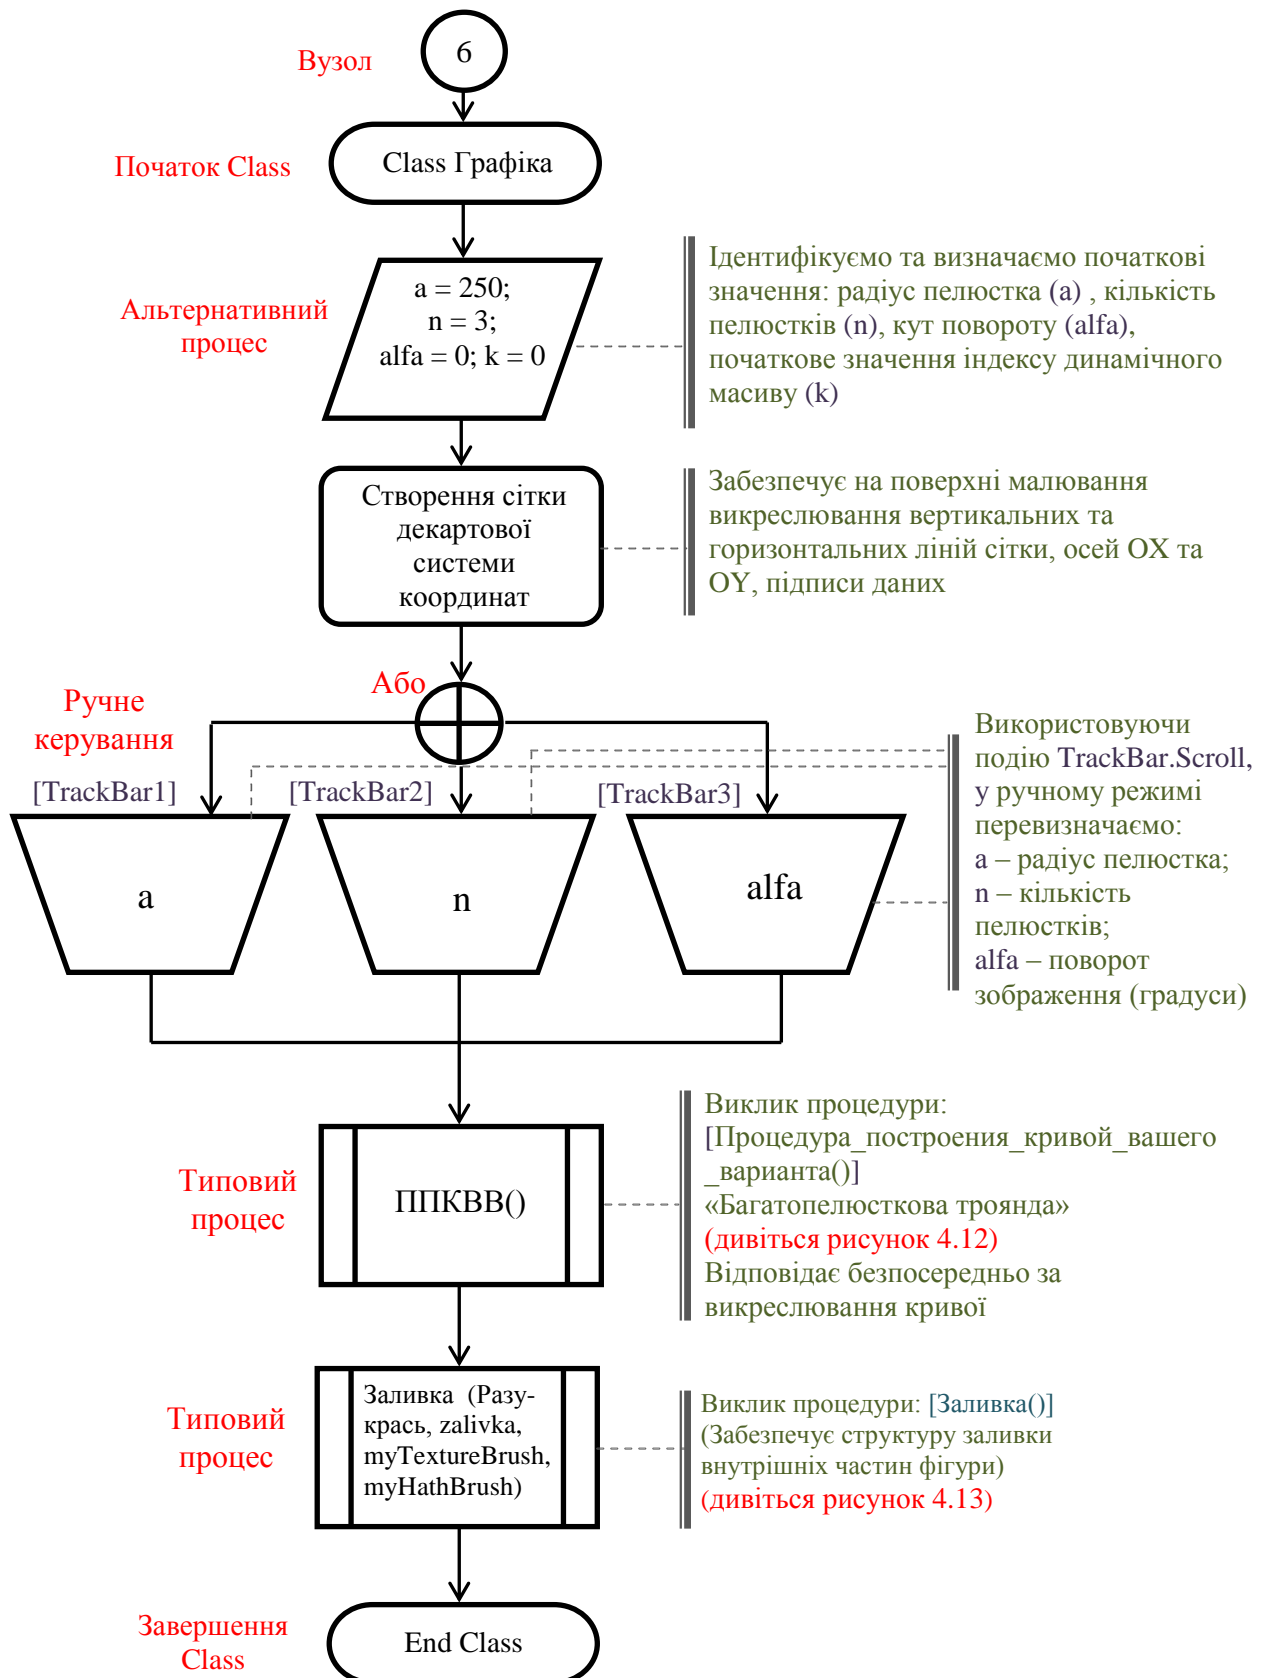 6
Вузол
Class Графіка
Початок Class
a = 250;
n = 3;
alfa = 0; k = 0
Альтернативний
процес
Ідентифікуємо та визначаємо початкові
значення: радіус пелюстка (a) , кількість
пелюстків (n), кут повороту (alfa),
початкове значення індексу динамічного
масиву (k)
Створення сітки
декартової
системи
координат
Забезпечує на поверхні малювання
викреслювання вертикальних та
горизонтальних ліній сітки, осей OX та
OY, підписи даних
Або
Ручне
керування
[TrackBar1]
[TrackBar2]
[TrackBar3]
a
n
alfa
Використовуючи
подію TrackBar.Scroll,
у ручному режимі
перевизначаємо:
a – радіус пелюстка;
n – кількість
пелюстків;
alfa – поворот
зображення (градуси)
Типовий
процес
ППКВВ()
Виклик процедури:
[Процедура_построения_кривой_вашего
_варианта()]
«Багатопелюсткова троянда»
(дивіться рисунок 4.12)
Відповідає безпосередньо за
викреслювання кривої
Типовий
процес
Заливка (Разу-
крась, zalivka,
myTextureBrush,
myHathBrush)
Виклик процедури: [Заливка()]
(Забезпечує структуру заливки
внутрішніх частин фігури)
(дивіться рисунок 4.13)
Завершення
Class
End Class